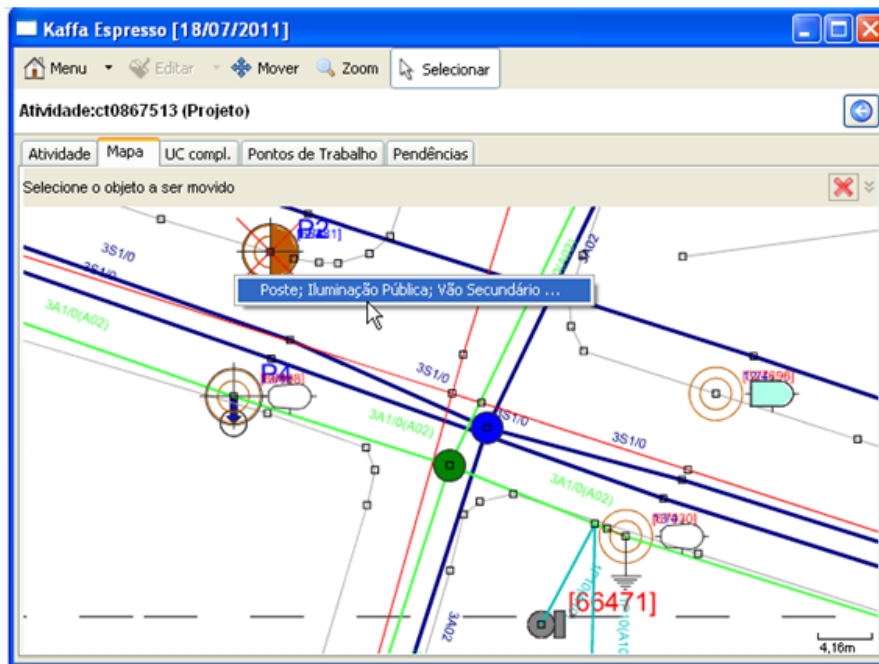 Kaffa Espresso [18/07/2011]
Menu Editar Mover Zoom Selecionar
Atividade:ct0867513 (Projeto)
Atividade Mapa UC compl. Pontos de Trabalho Pendências
Selecione o objeto a ser movido
P2
3S1/0
3S1/0
3A02
Poste; Iluminação Pública; Vão Secundário ...
3A1/0(A02)
P4
3S1/0
3S1/0
3A1/0(A02)
3S1/0
3A1/0(A02)
[66471]
3A02
4,16m